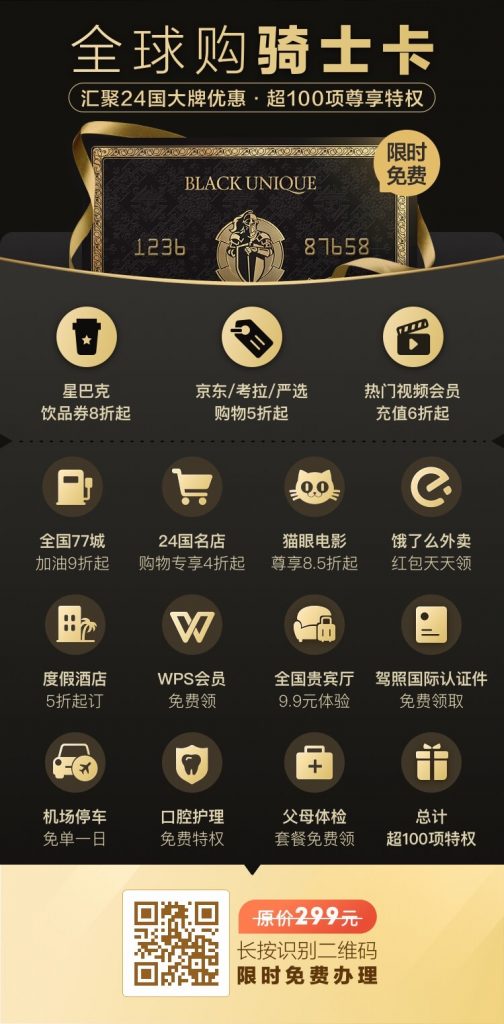 全球购骑士卡
汇聚24国大牌优惠·超100项尊享特权
限时
免费
BLACK UNIQUE
1236 87658
星巴克
饮品券8折起
京东/考拉/严选
购物5折起
热门视频会员
充值6折起
全国77城
加油9折起
24国名店
购物专享4折起
猫眼电影
尊享8.5折起
饿了么外卖
红包天天领
度假酒店
5折起订
WPS会员
免费领
全国贵宾厅
9.9元体验
驾照国际认证件
免费领取
机场停车
免单一日
口腔护理
免费特权
父母体检
套餐免费领
总计
超100项特权
原价299元
长按识别二维码
限时免费办理